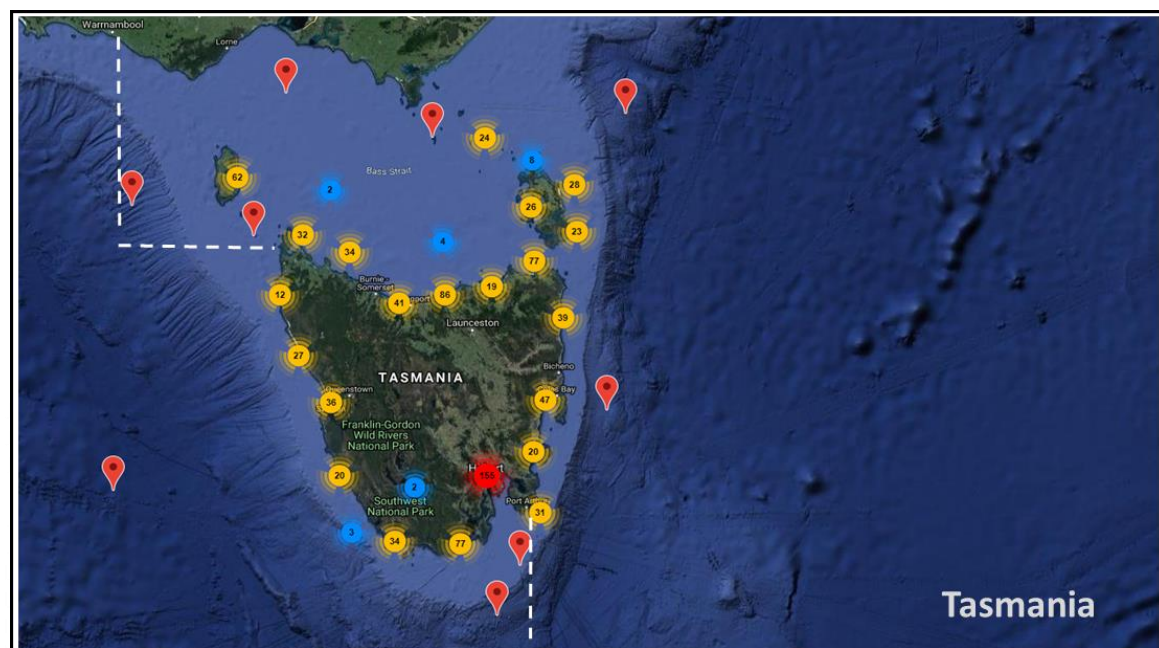 Warrnambool
Lorne
24
8
Bass Strait
62
2
28
26
23
32
4
34
77
Burnie -
Somerset
12
41
86
19
39
Launceston
27
Bicheno
TASMANIA
36
47
Bay
Franklin-Gordon
Wild Rivers
National Park
20
20
155
2
Southwest
National Park
Port
31
3
34
77
Tasmania